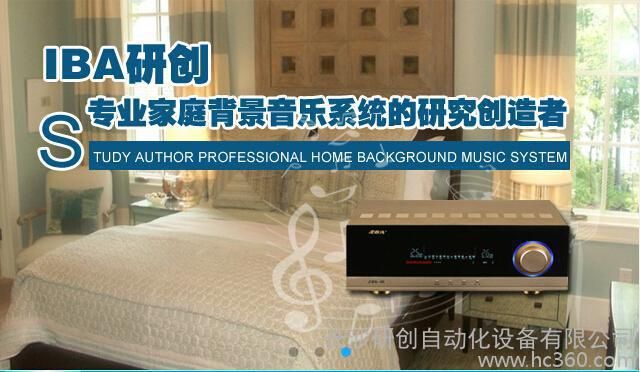 IBA研创
专业家庭背景音乐系统的研究创造者
STUDY AUTHOR PROFESSIONAL HOME BACKGROUND MUSIC SYSTEM
研创自动化设备有限公司
www.hc360.com